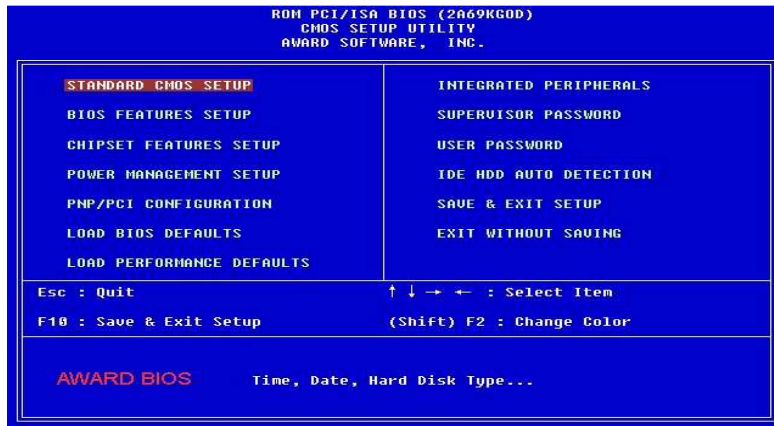 ROM PCI/ISA BIOS (2A69KGOD)
CMOS SETUP UTILITY
AWARD SOFTWARE, INC.
STANDARD CMOS SETUP
BIOS FEATURES SETUP
CHIPSET FEATURES SETUP
POWER MANAGEMENT SETUP
PNP/PCI CONFIGURATION
LOAD BIOS DEFAULTS
LOAD PERFORMANCE DEFAULTS
INTEGRATED PERIPHERALS
SUPERVISOR PASSWORD
USER PASSWORD
IDE HDD AUTO DETECTION
SAVE & EXIT SETUP
EXIT WITHOUT SAVING
Esc : Quit
↑ ↓ → ← : Select Item
F10 : Save & Exit Setup
(Shift) F2 : Change Color
AWARD BIOS
Time, Date, Hard Disk Type...